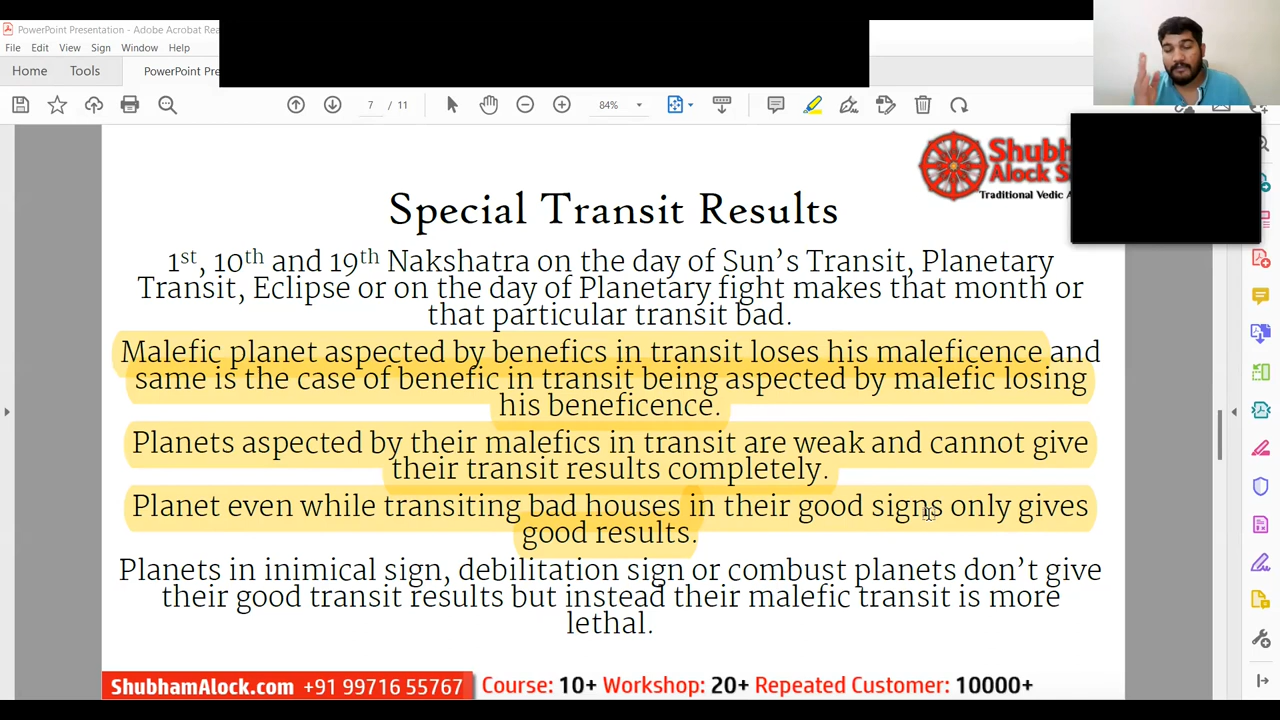 PowerPoint Presentation - Adobe Acrobat Rea
File Edit View Sign Window Help
Home Tools PowerPoint Pre
7 / 11 84%
Shubh
Alock S
Traditional Vedic A
Special Transit Results
1st, 10th and 19th Nakshatra on the day of Sun's Transit, Planetary
Transit, Eclipse or on the day of Planetary fight makes that month or
that particular transit bad.
Malefic planet aspected by benefics in transit loses his maleficence and
same is the case of benefic in transit being aspected by malefic losing
his beneficence.
Planets aspected by their malefics in transit are weak and cannot give
their transit results completely.
Planet even while transiting bad houses in their good signs only gives
good results.
Planets in inimical sign, debilitation sign or combust planets don't give
their good transit results but instead their malefic transit is more
lethal.
ShubhamAlock.com +91 99716 55767 Course: 10+ Workshop: 20+ Repeated Customer: 10000+